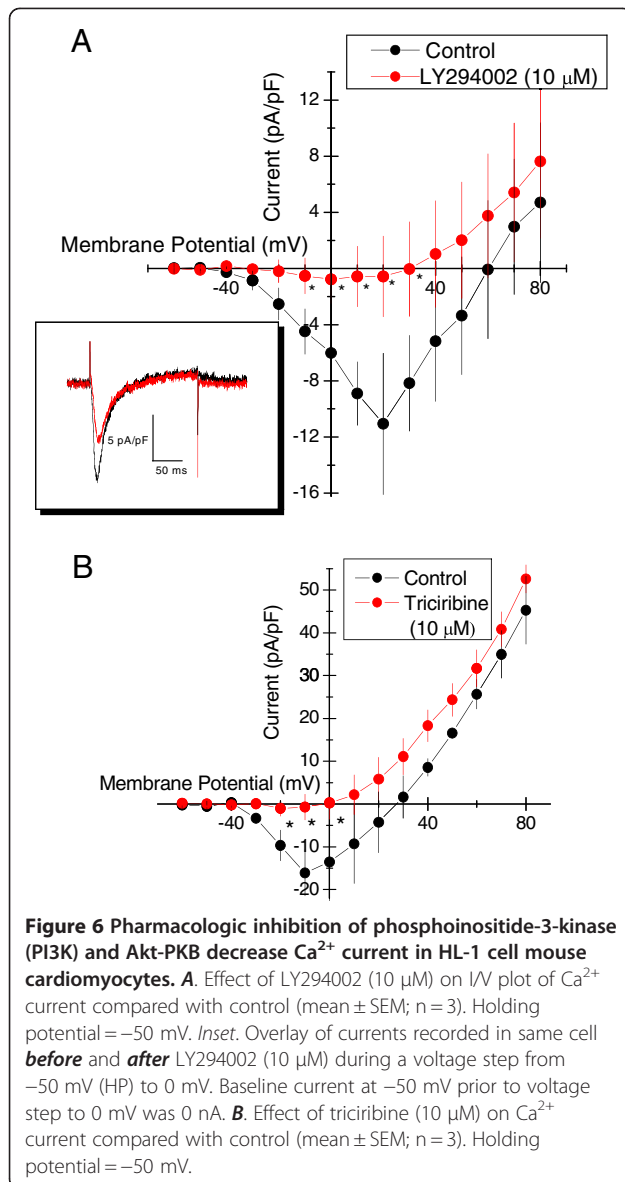 A
Control
LY294002 (10 μM)
Current (pA/pF)
12
8
4
Membrane Potential (mV)
-40
40
80
-4
-8
-12
-16
* * * * *
5 pA/pF
50 ms
B
Control
Triciribine
(10 μM)
Current (pA/pF)
50
40
30
20
10
Membrane Potential (mV)
-40
40
80
-10
-20
* * *
Figure 6 Pharmacologic inhibition of phosphoinositide-3-kinase
(PI3K) and Akt-PKB decrease Ca²⁺ current in HL-1 cell mouse
cardiomyocytes. A. Effect of LY294002 (10 μM) on I/V plot of Ca²⁺
current compared with control (mean ± SEM; n = 3). Holding
potential = −50 mV. Inset. Overlay of currents recorded in same cell
before and after LY294002 (10 μM) during a voltage step from
−50 mV (HP) to 0 mV. Baseline current at −50 mV prior to voltage
step to 0 mV was 0 nA. B. Effect of triciribine (10 μM) on Ca²⁺
current compared with control (mean ± SEM; n = 3). Holding
potential = −50 mV.